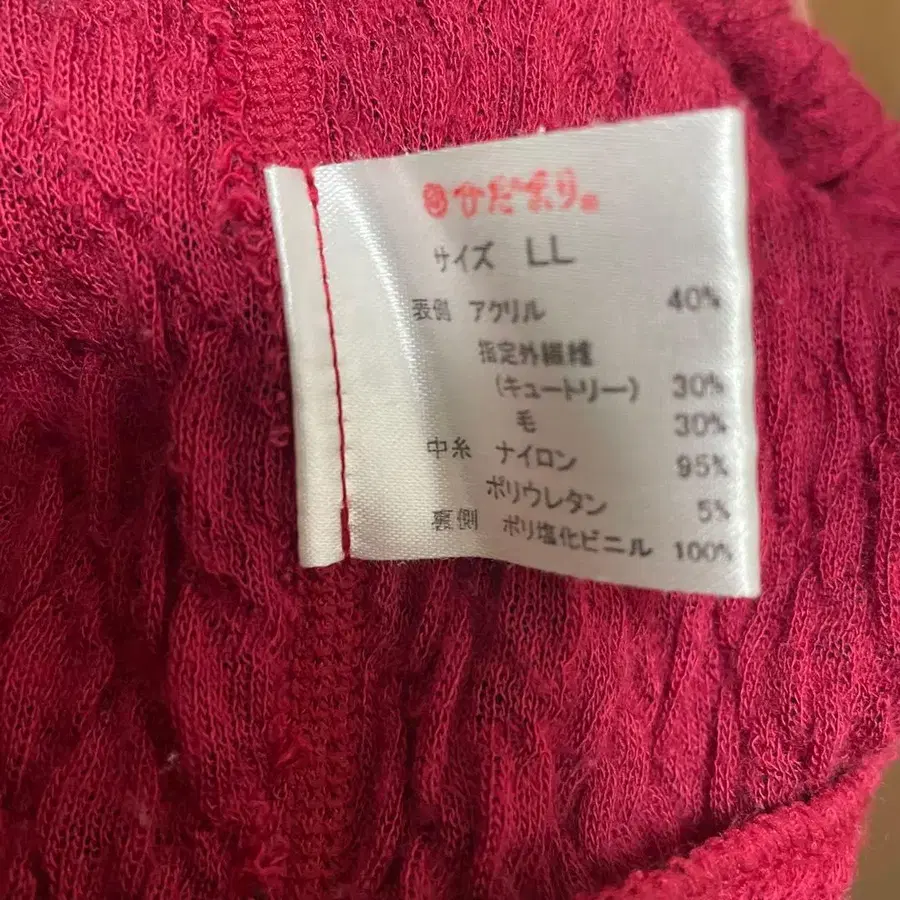 ひだまり®
サイズ LL
表側 アクリル 40%
指定外繊維
(キュートリー) 30%
毛 30%
中糸 ナイロン 95%
ポリウレタン 5%
裏側 ポリ塩化ビニル 100%